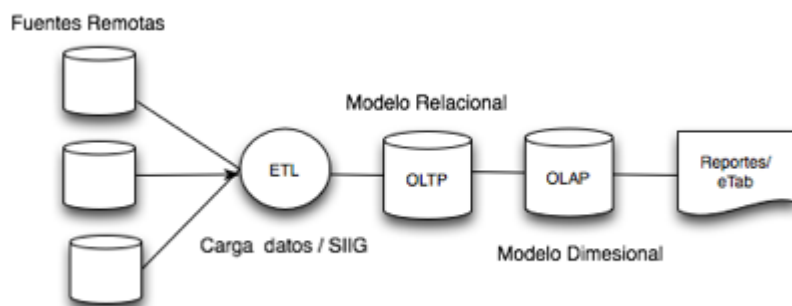 Fuentes Remotas
Modelo Relacional
ETL
OLTP
OLAP
Reportes/
eTab
Carga datos / SIIG
Modelo Dimesional